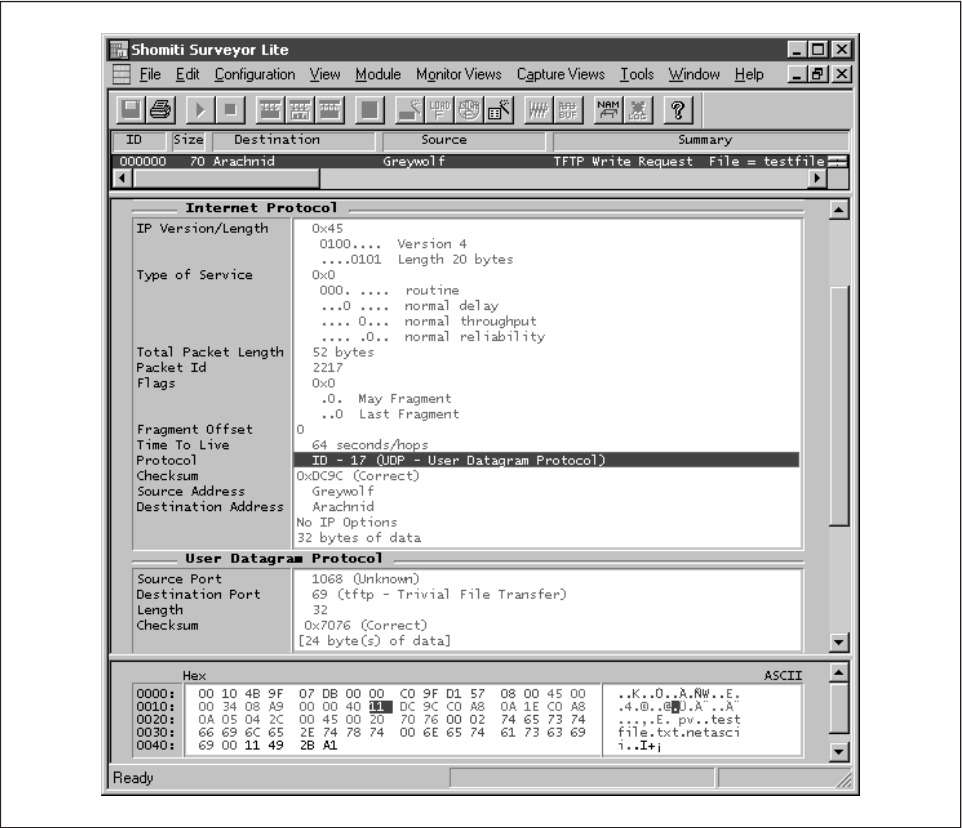 Shomiti Surveyor Lite
File Edit Configuration View Module Monitor Views Capture Views Tools Window Help
ID Size Destination Source Summary
000000 70 Arachnid Greywolf TFTP Write Request File = testfile
Internet Protocol
IP Version/Length 0x45
0100.... Version 4
....0101 Length 20 bytes
Type of Service 0x0
000. .... routine
...0 .... normal delay
.... 0... normal throughput
.... .0.. normal reliability
Total Packet Length 52 bytes
Packet Id 2217
Flags 0x0
.0. May Fragment
..0 Last Fragment
Fragment Offset 0
Time To Live 64 seconds/hops
Protocol ID - 17 (UDP - User Datagram Protocol)
Checksum 0xDC9C (Correct)
Source Address Greywolf
Destination Address Arachnid
No IP Options
32 bytes of data
User Datagram Protocol
Source Port 1068 (Unknown)
Destination Port 69 (tftp - Trivial File Transfer)
Length 32
Checksum 0x7076 (Correct)
[24 byte(s) of data]
Hex ASCII
0000: 00 10 4B 9F 07 DB 00 00 C0 9F D1 57 08 00 45 00 ..K..Û..À.ÑW..E.
0010: 00 34 08 A9 00 00 40 11 DC 9C C0 A8 0A 1E C0 A8 .4.©..@.Ü.À¨..À¨
0020: 0A 05 04 2C 00 45 00 20 70 76 00 02 74 65 73 74 ...,.E. pv..test
0030: 66 69 6C 65 2E 74 78 74 00 6E 65 74 61 73 63 69 file.txt.netasci
0040: 69 00 11 49 2B A1 i..I+¡
Ready